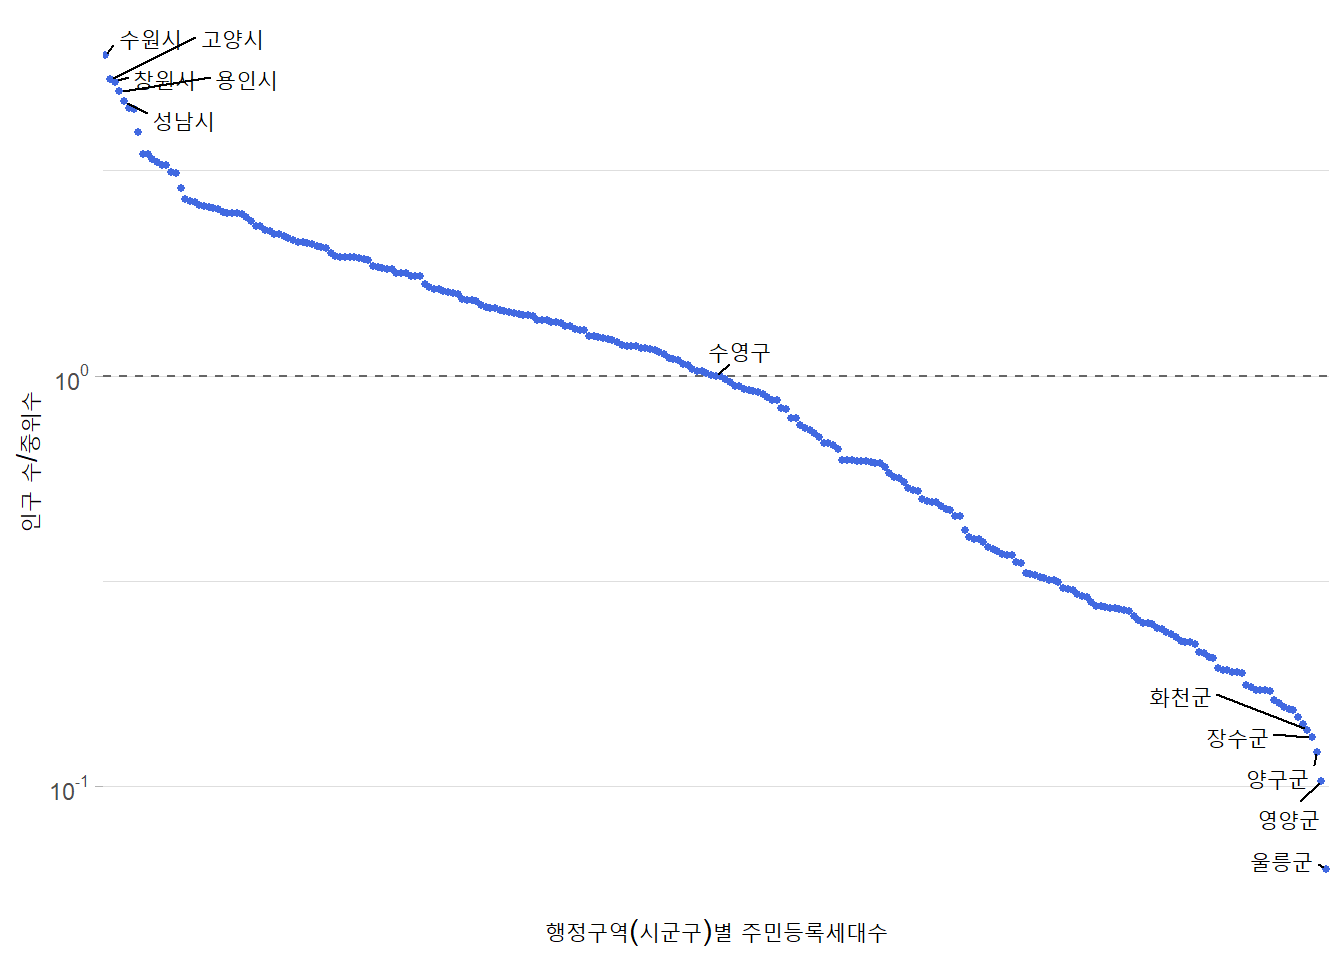 수원시 고양시
창원시 용인시
성남시
수영구
10⁰
인구 수/중위수
화천군
장수군
양구군
10⁻¹
영양군
울릉군
행정구역(시군구)별 주민등록세대수